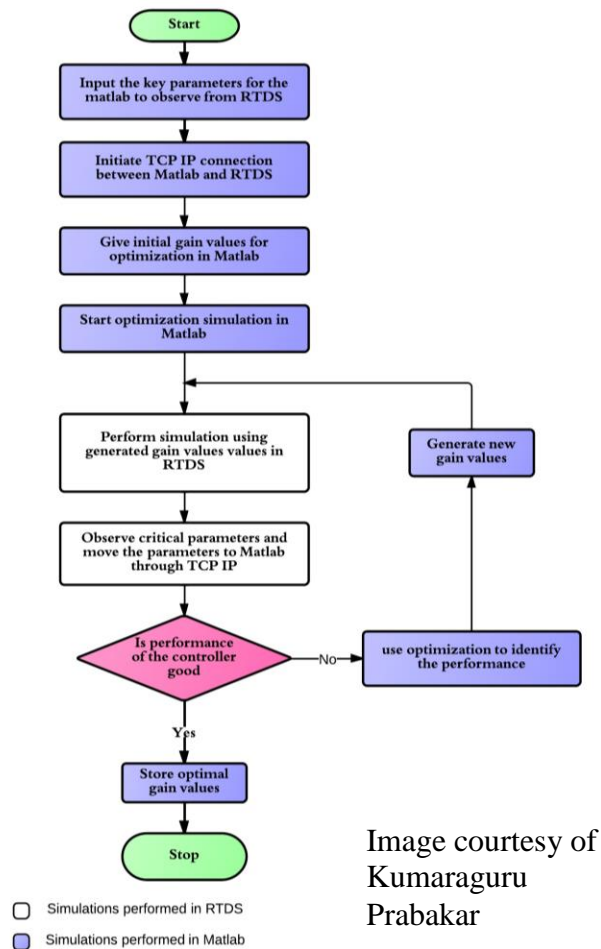 Start
Input the key parameters for the
matlab to observe from RTDS
Initiate TCP IP connection
between Matlab and RTDS
Give initial gain values for
optimization in Matlab
Start optimization simulation in
Matlab
Perform simulation using
generated gain values values in
RTDS
Generate new
gain values
Observe critical parameters and
move the parameters to Matlab
through TCP IP
Is performance
of the controller
good
No
use optimization to identify
the performance
Yes
Store optimal
gain values
Stop
Image courtesy of
Kumaraguru
Prabakar
Simulations performed in RTDS
Simulations performed in Matlab